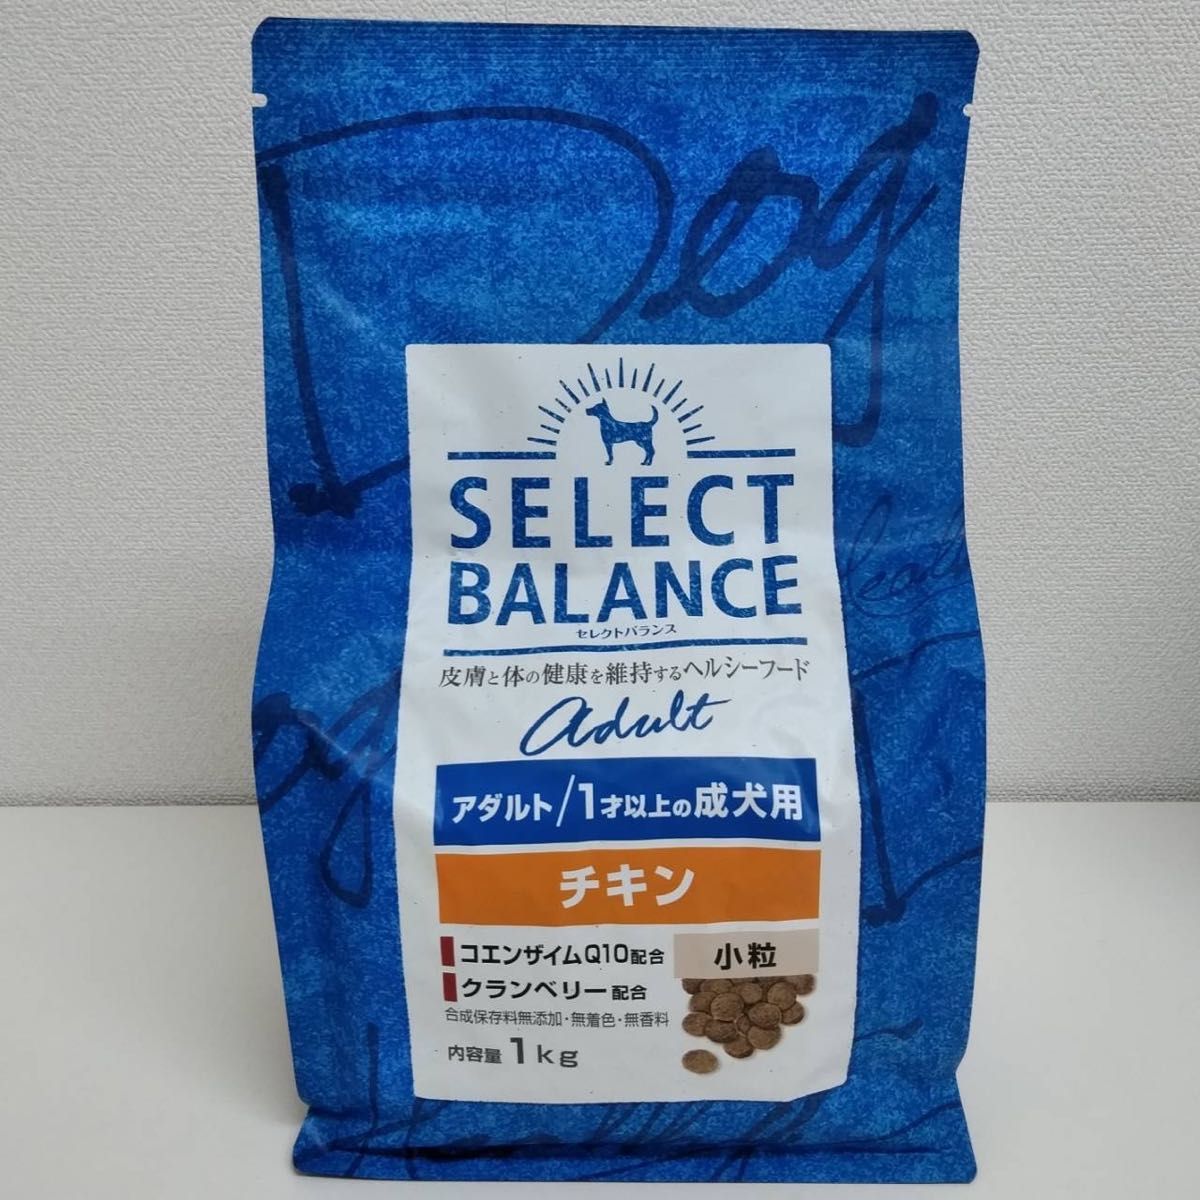 Dog
SELECT
BALANCE
セレクトバランス
皮膚と体の健康を維持するヘルシーフード
adult
アダルト/1才以上の成犬用
チキン
コエンザイムQ10配合
小粒
クランベリー配合
合成保存料無添加・無着色・無香料
内容量 1kg